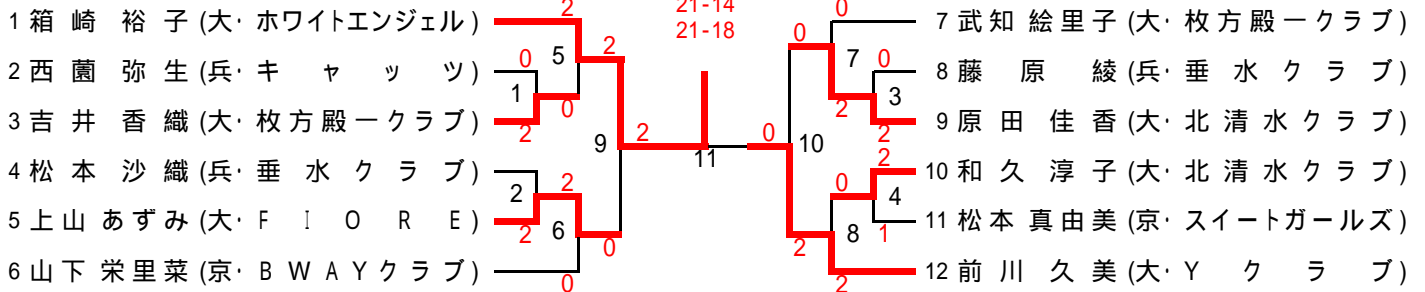 1 箱崎 裕子 (大・ホワイトエンジェル)
2 西薗 弥生 (兵・キャッツ)
3 吉井 香織 (大・枚方殿一クラブ)
4 松本 沙織 (兵・垂水クラブ)
5 上山 あずみ (大・FIORE)
6 山下 栄里菜 (京・BWAYクラブ)
2
0
2
5
1
0
2
9
2
2
2
6
0
0
2
21-14
21-18
11
0
0
10
2
0
7
2
0
3
2
2
0
4
1
8
2
7 武知 絵里子 (大・枚方殿一クラブ)
8 藤原 綾 (兵・垂水クラブ)
9 原田 佳香 (大・北清水クラブ)
10 和久 淳子 (大・北清水クラブ)
11 松本 真由美 (京・スイートガールズ)
12 前川 久美 (大・Yクラブ)